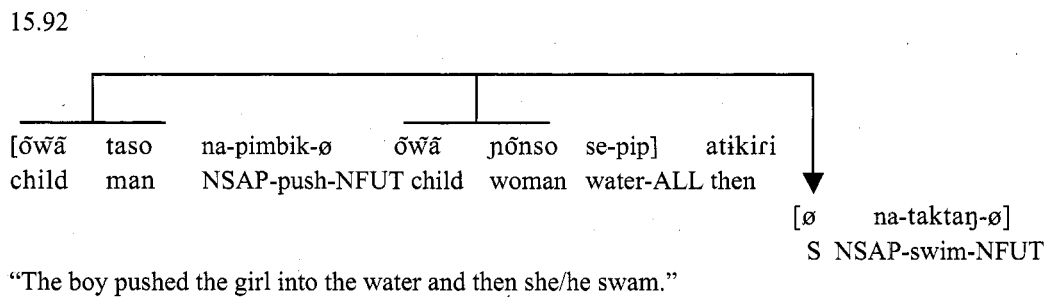 15.92
[õw̃ã taso na-pimbik-ø õw̃ã ɲõnso se-pip] atɨkiɾi
child man NSAP-push-NFUT child woman water-ALL then
[ø na-taktaŋ-ø]
S NSAP-swim-NFUT
“The boy pushed the girl into the water and then she/he swam.”